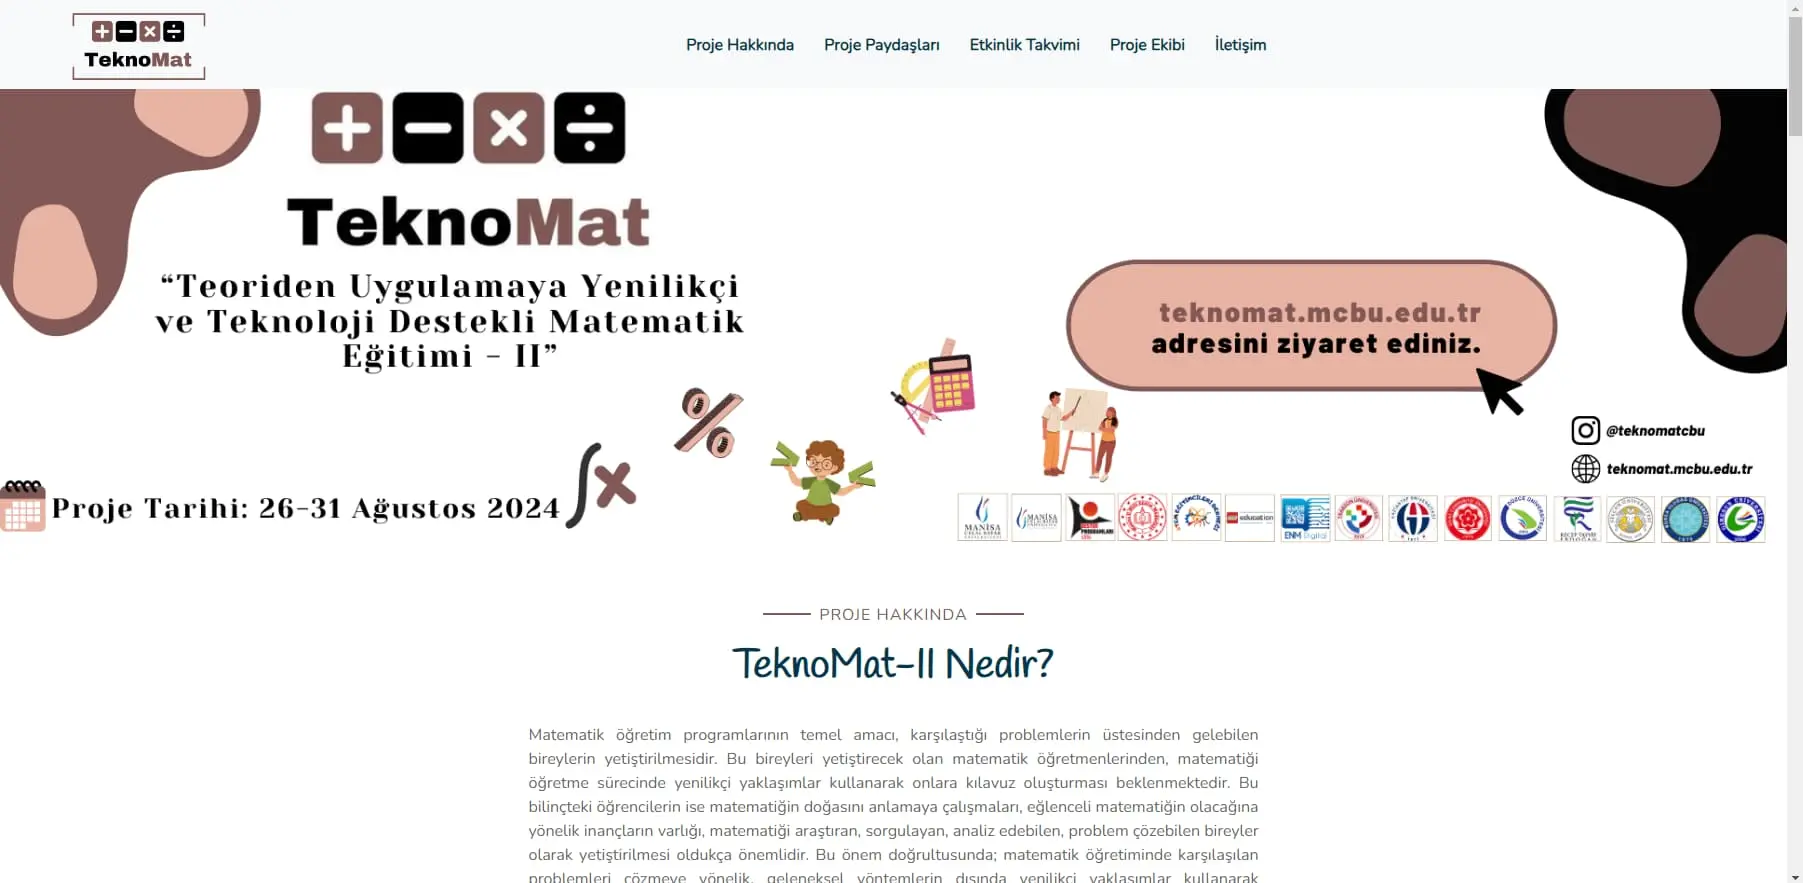 TeknoMat
Proje Hakkında
Proje Paydaşları
Etkinlik Takvimi
Proje Ekibi
İletişim
TeknoMat
“Teoriden Uygulamaya Yenilikçi
ve Teknoloji Destekli Matematik
Eğitimi - II”
teknomat.mcbu.edu.tr
adresini ziyaret ediniz.
@teknomatcbu
teknomat.mcbu.edu.tr
Proje Tarihi: 26-31 Ağustos 2024
MANİSA
MANİSA
education
ENM Digital
PROJE HAKKINDA
TeknoMat-II Nedir?
Matematik öğretim programlarının temel amacı, karşılaştığı problemlerin üstesinden gelebilen
bireylerin yetiştirilmesidir. Bu bireyleri yetiştirecek olan matematik öğretmenlerinden, matematiği
öğretme sürecinde yenilikçi yaklaşımlar kullanarak onlara kılavuz oluşturması beklenmektedir. Bu
bilinçteki öğrencilerin ise matematiğin doğasını anlamaya çalışmaları, eğlenceli matematiğin olacağına
yönelik inançların varlığı, matematiği araştıran, sorgulayan, analiz edebilen, problem çözebilen bireyler
olarak yetiştirilmesi oldukça önemlidir. Bu önem doğrultusunda; matematik öğretiminde karşılaşılan
problemleri çözmeye yönelik, geleneksel yöntemlerin dışında yenilikçi yaklaşımlar kullanarak